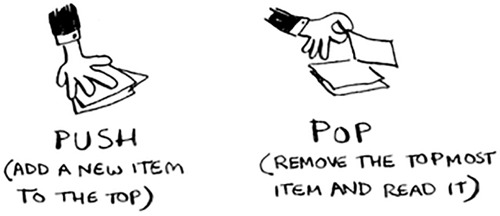 PUSH
(ADD A NEW ITEM
TO THE TOP)
POP
(REMOVE THE TOPMOST
ITEM AND READ IT)